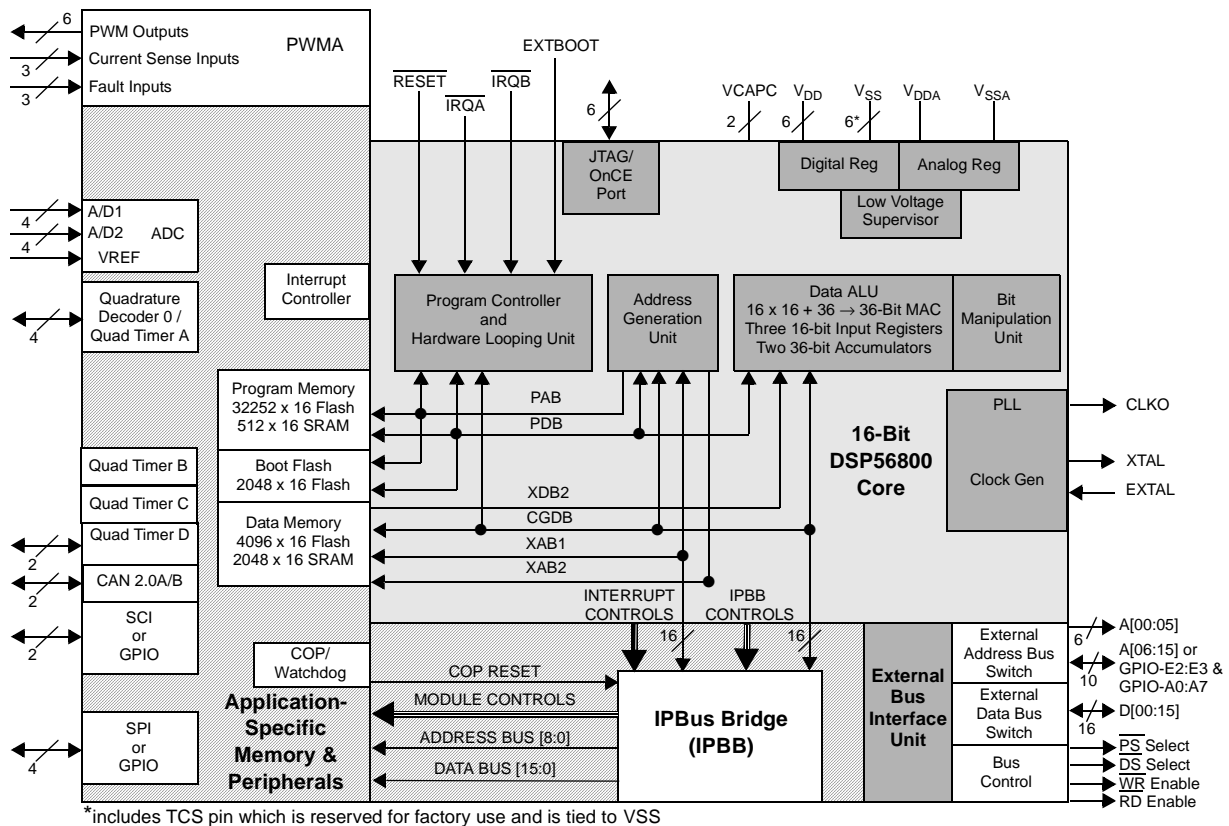 6
PWM Outputs
PWMA
Current Sense Inputs
3
Fault Inputs
3
EXTBOOT
RESET
IRQB
IRQA
6
VCAPC
VDD
VSS
VDDA
VSSA
2
6
6*
JTAG/
OnCE
Port
Digital Reg
Analog Reg
Low Voltage
Supervisor
A/D1
4
A/D2
ADC
4
VREF
Interrupt
Controller
Quadrature
Decoder 0 /
Quad Timer A
4
Program Controller
and
Hardware Looping Unit
Address
Generation
Unit
Data ALU
16 x 16 + 36 → 36-Bit MAC
Three 16-bit Input Registers
Two 36-bit Accumulators
Bit
Manipulation
Unit
Program Memory
32252 x 16 Flash
512 x 16 SRAM
PAB
PDB
PLL
Clock Gen
CLKO
XTAL
EXTAL
16-Bit
DSP56800
Core
Quad Timer B
Boot Flash
2048 x 16 Flash
Quad Timer C
XDB2
CGDB
Data Memory
4096 x 16 Flash
2048 x 16 SRAM
XAB1
XAB2
Quad Timer D
2
CAN 2.0A/B
2
SCI
or
GPIO
2
INTERRUPT
CONTROLS
IPBB
CONTROLS
16
16
COP/
Watchdog
COP RESET
MODULE CONTROLS
ADDRESS BUS [8:0]
DATA BUS [15:0]
Application-
Specific
Memory &
Peripherals
IPBus Bridge
(IPBB)
External
Bus
Interface
Unit
External
Address Bus
Switch
External
Data Bus
Switch
Bus
Control
6
A[00:05]
A[06:15] or
GPIO-E2:E3 &
GPIO-A0:A7
10
D[00:15]
16
PS Select
DS Select
WR Enable
RD Enable
SPI
or
GPIO
4
*includes TCS pin which is reserved for factory use and is tied to VSS